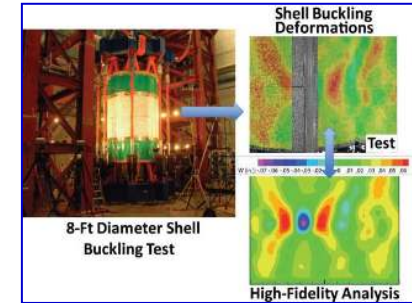 Shell Buckling
Deformations
Test
8-Ft Diameter Shell
Buckling Test
High-Fidelity Analysis